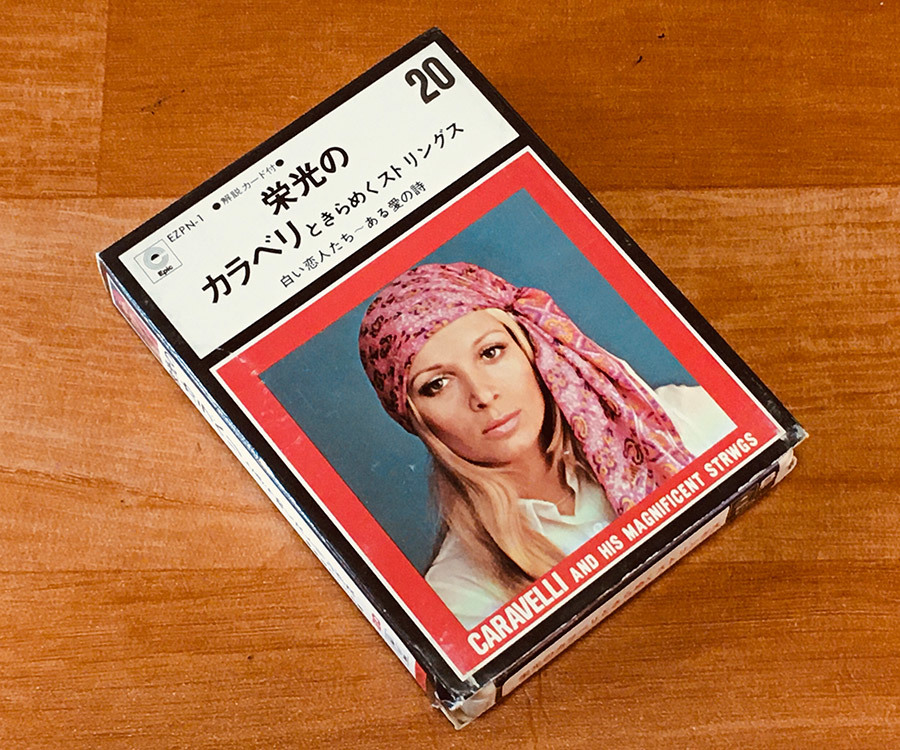 20
EZPN-1 ●解説カード付●
Epic
栄光の
カラベリときらめくストリングス
白い恋人たち〜ある愛の詩
CARAVELLI AND HIS MAGNIFICENT STRWGS